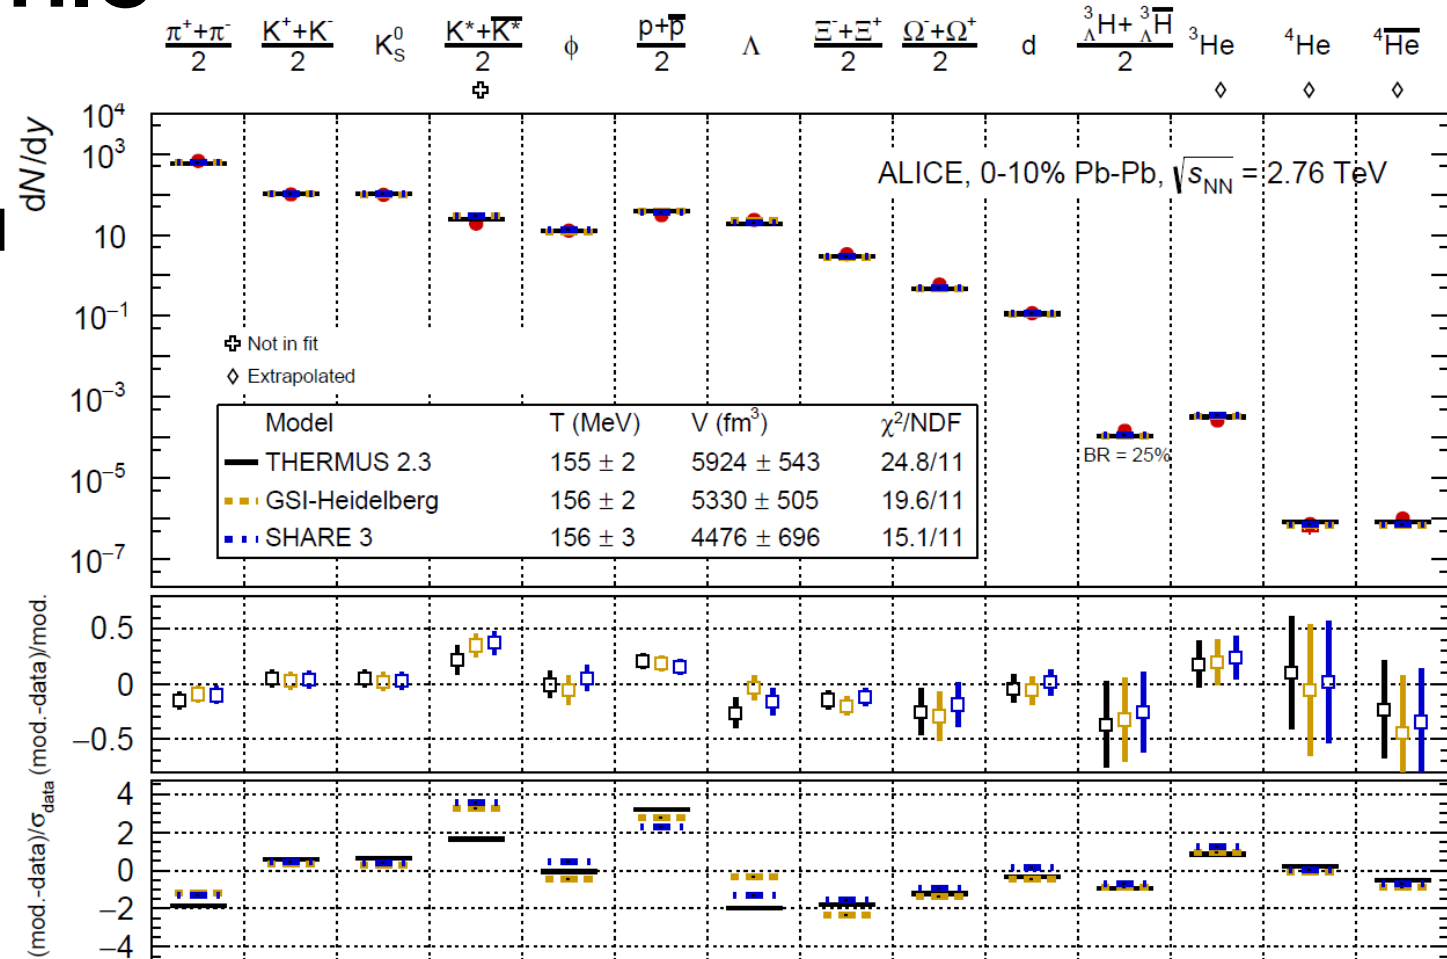 π⁺+π⁻
2
K⁺+K⁻
2
K⁰S
K*+K̅*̅
2
ϕ
p+p̅
2
Λ
Ξ⁻+Ξ⁺
2
Ω⁻+Ω⁺
2
d
³ΛH+ ³ΛH̅
2
³He
⁴He
⁴H̅e̅
dN/dy
10⁴
10³
10
10⁻¹
10⁻³
10⁻⁵
10⁻⁷
ALICE, 0-10% Pb-Pb, √sNN = 2.76 TeV
Not in fit
Extrapolated
BR = 25%
Model T (MeV) V (fm³) χ²/NDF
THERMUS 2.3 155 ± 2 5924 ± 543 24.8/11
GSI-Heidelberg 156 ± 2 5330 ± 505 19.6/11
SHARE 3 156 ± 3 4476 ± 696 15.1/11
(mod.-data)/mod.
0.5
0
−0.5
(mod.-data)/σdata
4
2
0
−2
−4